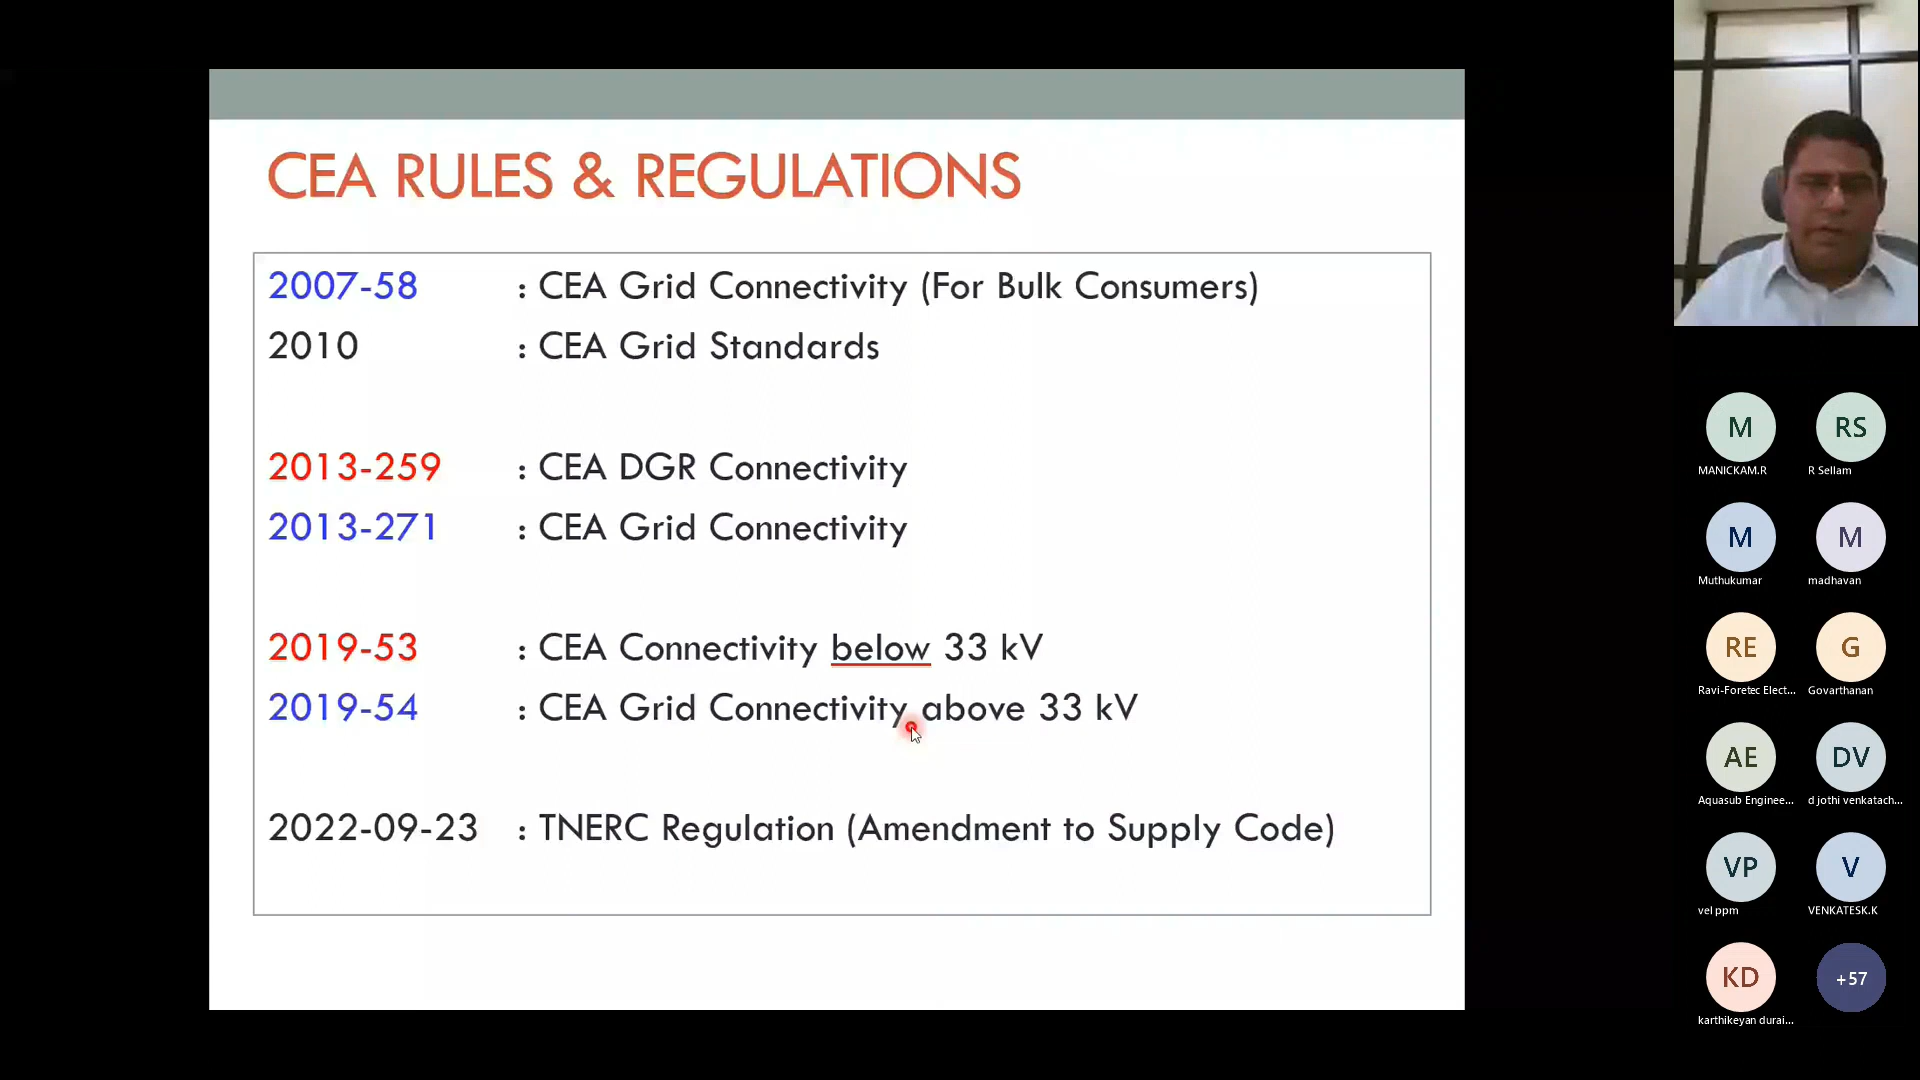 CEA RULES & REGULATIONS
2007-58 : CEA Grid Connectivity (For Bulk Consumers)
2010 : CEA Grid Standards
2013-259 : CEA DGR Connectivity
2013-271 : CEA Grid Connectivity
2019-53 : CEA Connectivity below 33 kV
2019-54 : CEA Grid Connectivity above 33 kV
2022-09-23 : TNERC Regulation (Amendment to Supply Code)
M RS
MANICKAM.R R Sellam
M M
Muthukumar madhavan
RE G
Ravi-Foretec Elect... Govarthanan
AE DV
Aquasub Enginee... d jothi venkatach...
VP V
vel ppm VENKATESK.K
KD +57
karthikeyan durai...